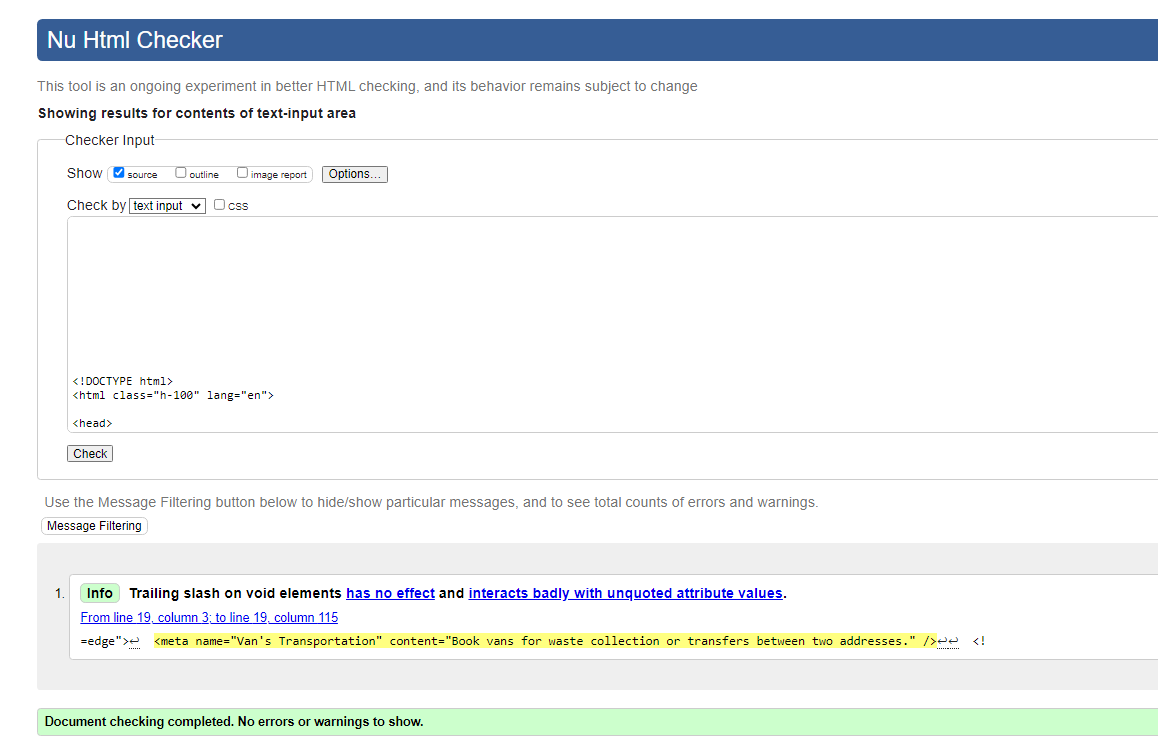 Nu Html Checker
This tool is an ongoing experiment in better HTML checking, and its behavior remains subject to change
Showing results for contents of text-input area
Checker Input
Show source outline image report Options...
Check by text input css
<!DOCTYPE html>
<html class="h-100" lang="en">
<head>
Check
Use the Message Filtering button below to hide/show particular messages, and to see total counts of errors and warnings.
Message Filtering
1. Info Trailing slash on void elements has no effect and interacts badly with unquoted attribute values.
From line 19, column 3; to line 19, column 115
=edge">↩ <meta name="Van's Transportation" content="Book vans for waste collection or transfers between two addresses." />↩↩ <!
Document checking completed. No errors or warnings to show.